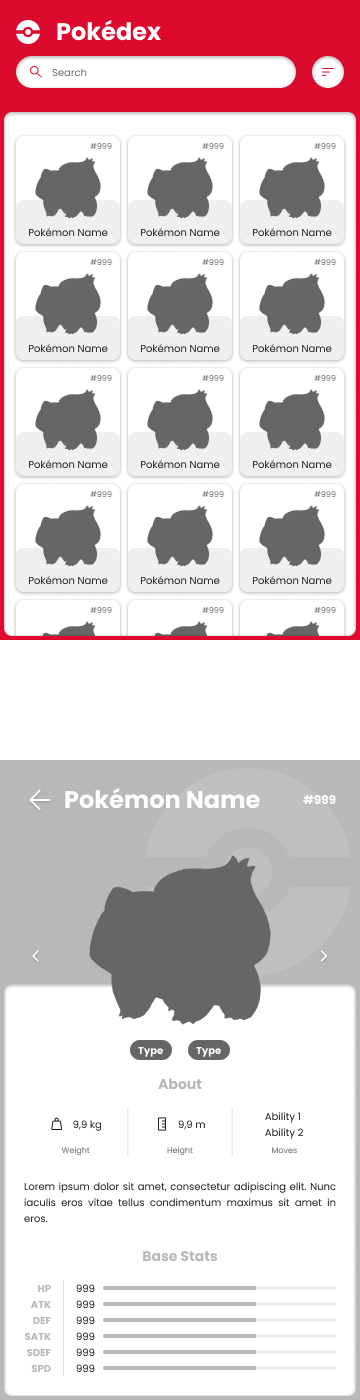 Pokédex
Search
#999 #999 #999
Pokémon Name Pokémon Name Pokémon Name
#999 #999 #999
Pokémon Name Pokémon Name Pokémon Name
#999 #999 #999
Pokémon Name Pokémon Name Pokémon Name
#999 #999 #999
Pokémon Name Pokémon Name Pokémon Name
#999 #999 #999
Pokémon Name #999
Type Type
About
9,9 kg 9,9 m Ability 1
Ability 2
Weight Height Moves
Lorem ipsum dolor sit amet, consectetur adipiscing elit. Nunc
iaculis eros vitae tellus condimentum maximus sit amet in
eros.
Base Stats
HP 999
ATK 999
DEF 999
SATK 999
SDEF 999
SPD 999